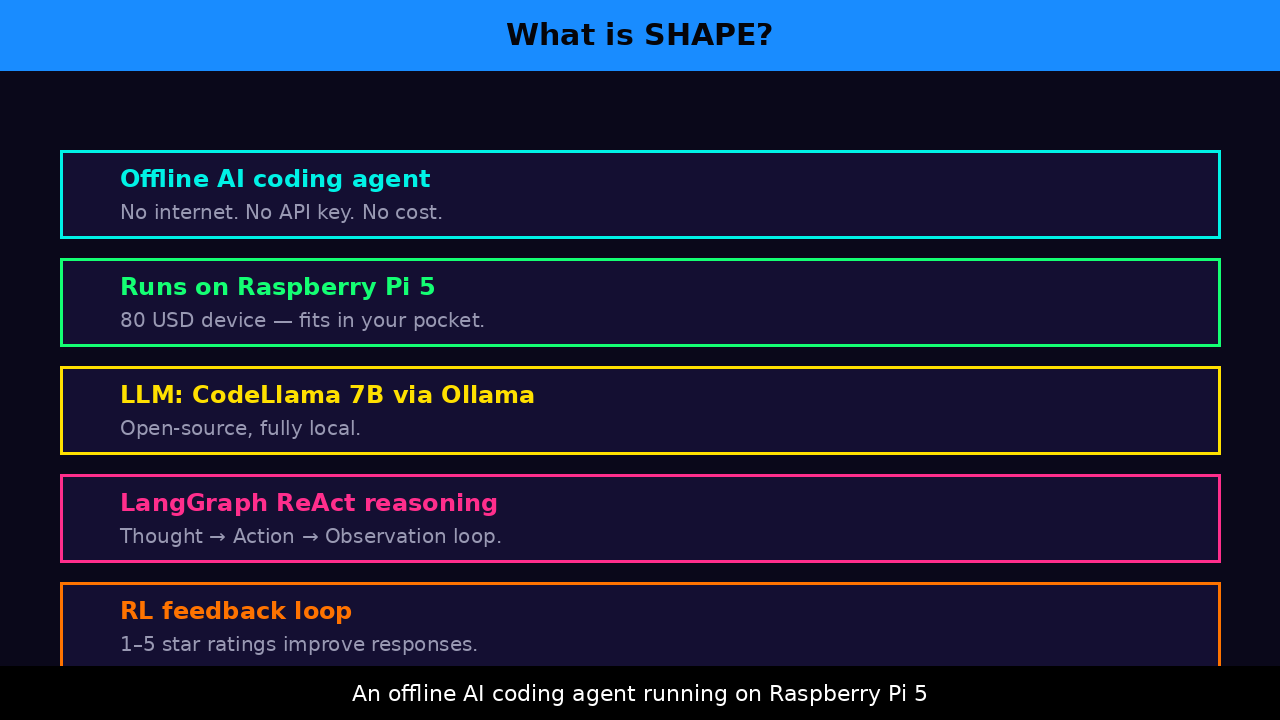 What is SHAPE?
Offline AI coding agent
No internet. No API key. No cost.
Runs on Raspberry Pi 5
80 USD device — fits in your pocket.
LLM: CodeLlama 7B via Ollama
Open-source, fully local.
LangGraph ReAct reasoning
Thought → Action → Observation loop.
RL feedback loop
1–5 star ratings improve responses.
An offline AI coding agent running on Raspberry Pi 5